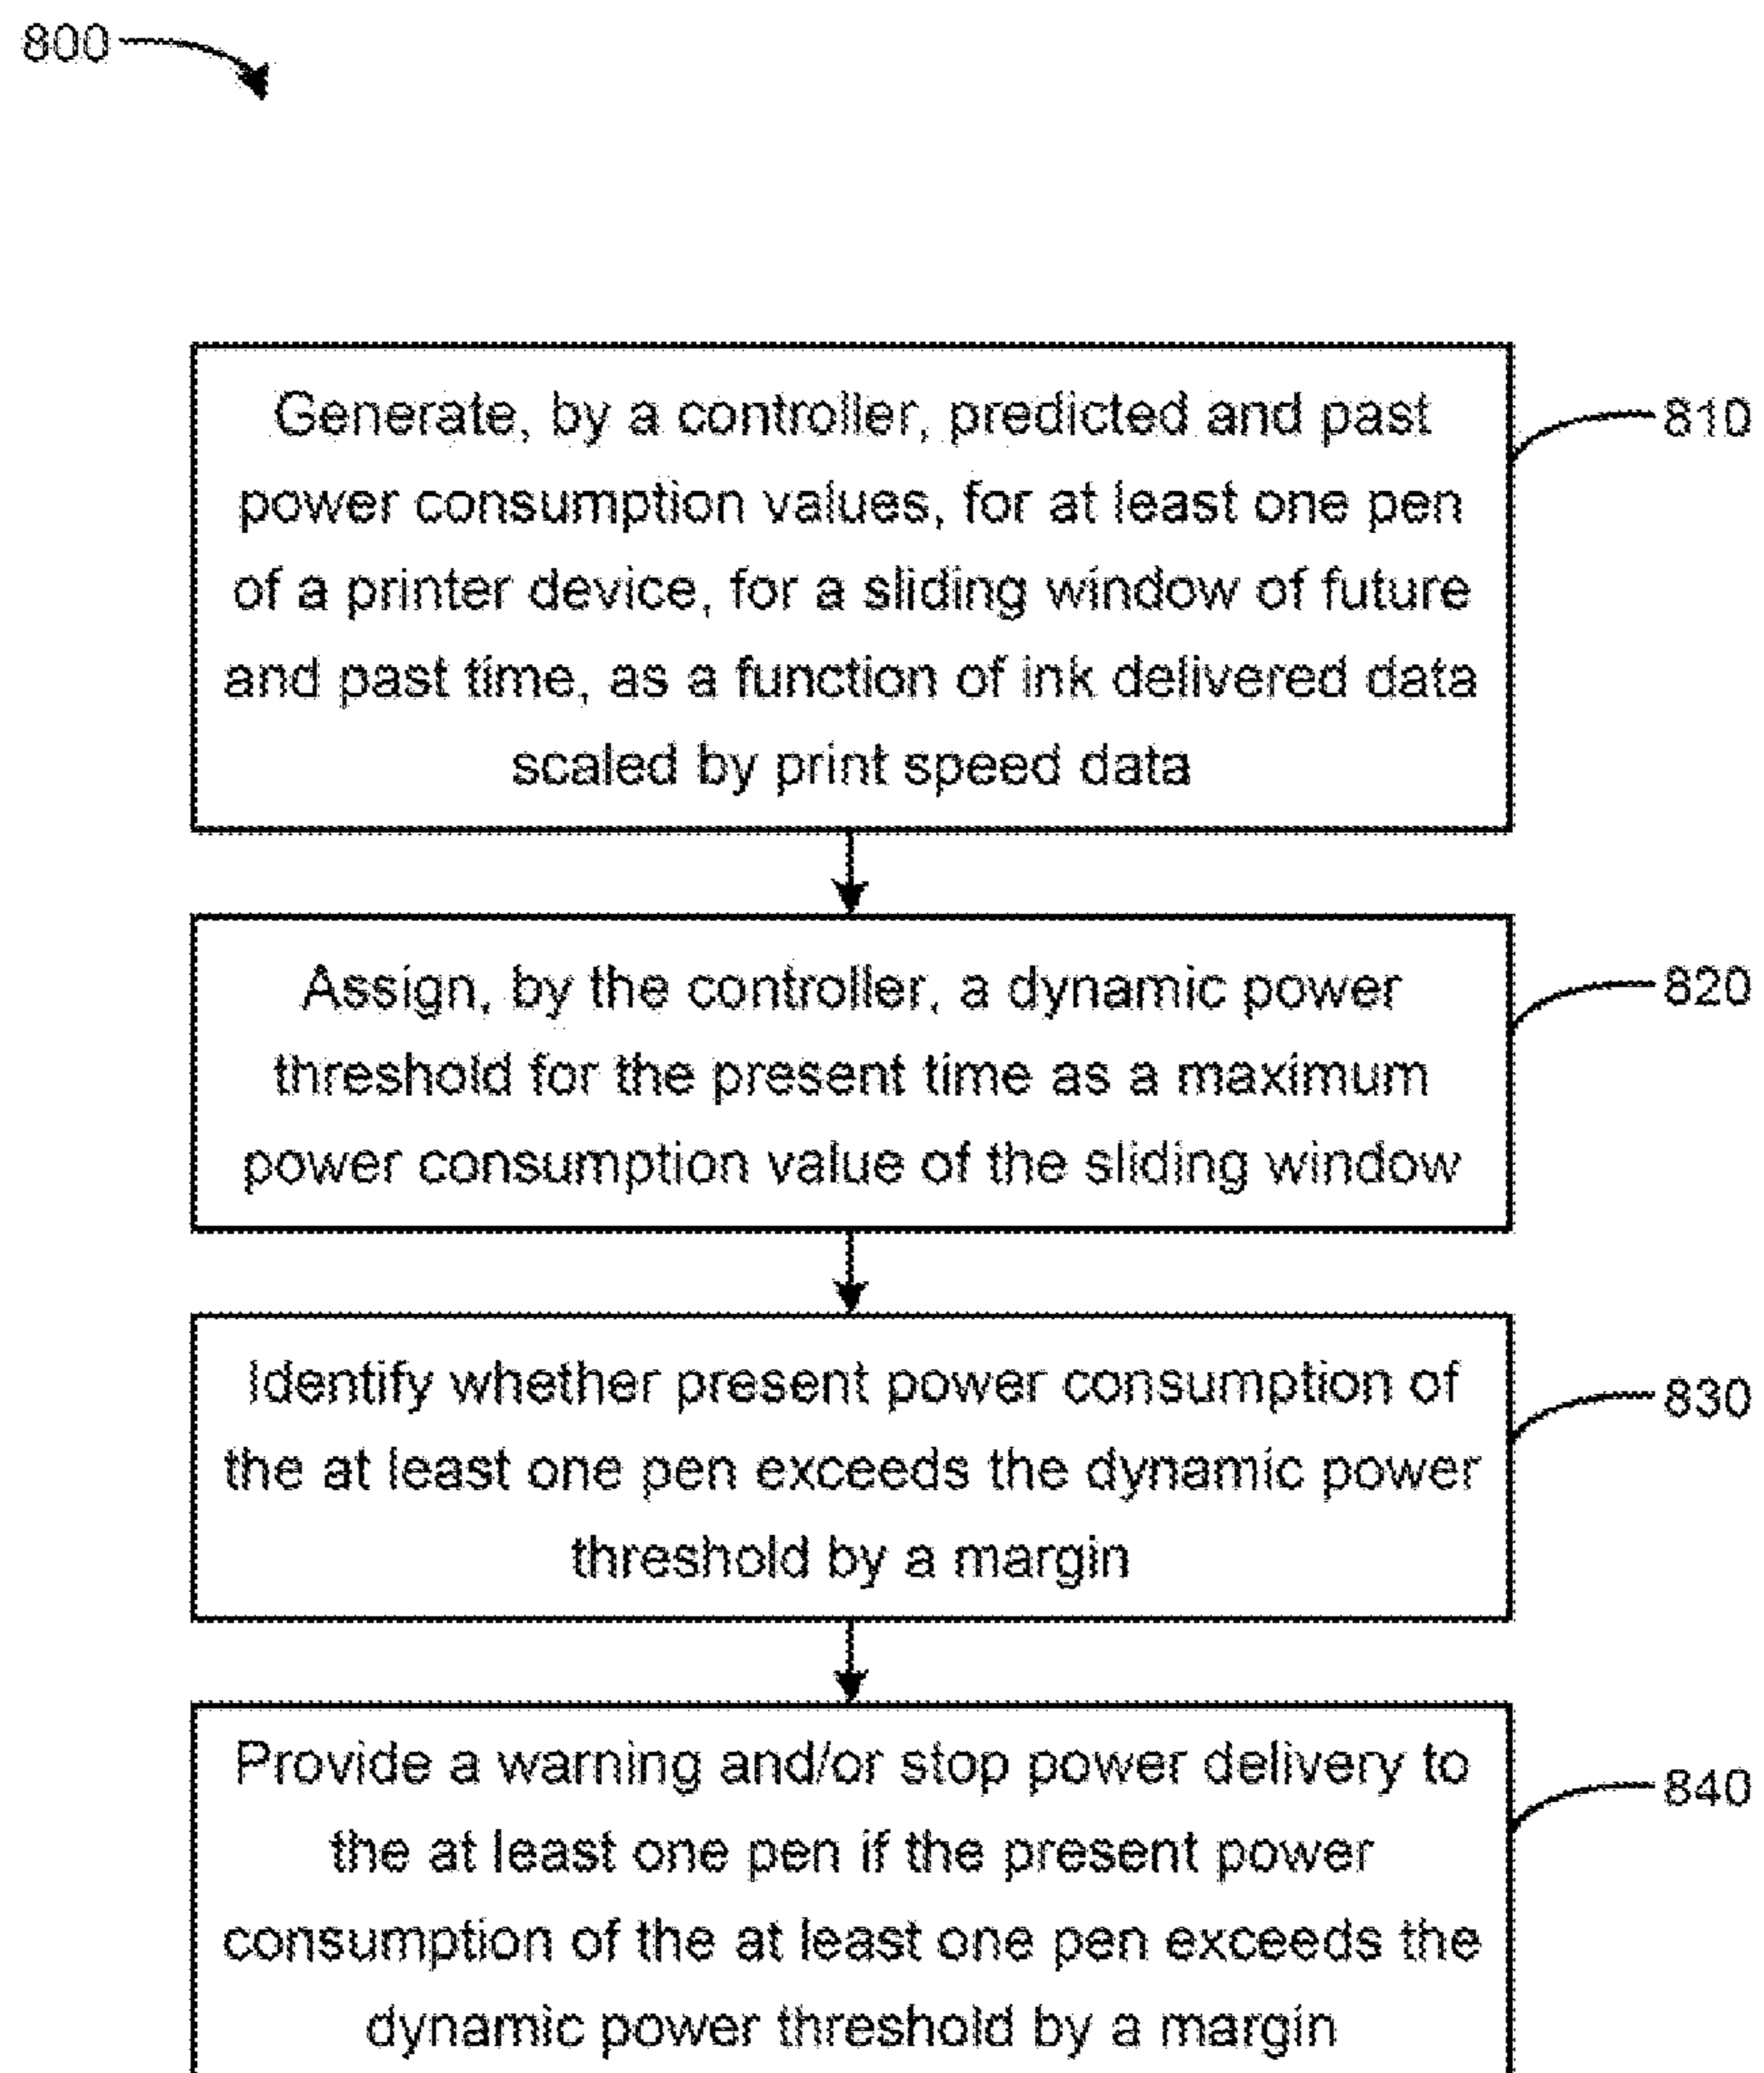 800
Generate, by a controller, predicted and past
810
power consumption values, for at least one pen
of a printer device, for a sliding window of future
and past time, as a function of ink delivered data
scaled by print speed data
Assign, by the controller, a dynamic power
820
threshold for the present time as a maximum
power consumption value of the sliding window
Identify whether present power consumption of
830
the at least one pen exceeds the dynamic power
threshold by a margin
Provide a warning and/or stop power delivery to
840
the at least one pen if the present power
consumption of the at least one pen exceeds the
dynamic power threshold by a margin